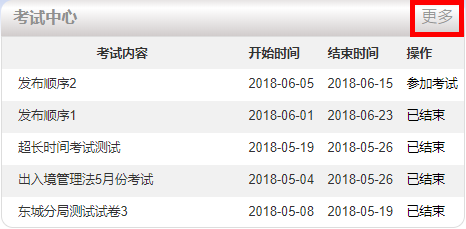 考试中心 更多
考试内容 开始时间 结束时间 操作
发布顺序2 2018-06-05 2018-06-15 参加考试
发布顺序1 2018-06-01 2018-06-23 已结束
超长时间考试测试 2018-05-19 2018-05-26 已结束
出入境管理法5月份考试 2018-05-04 2018-05-26 已结束
东城分局测试试卷3 2018-05-08 2018-05-19 已结束